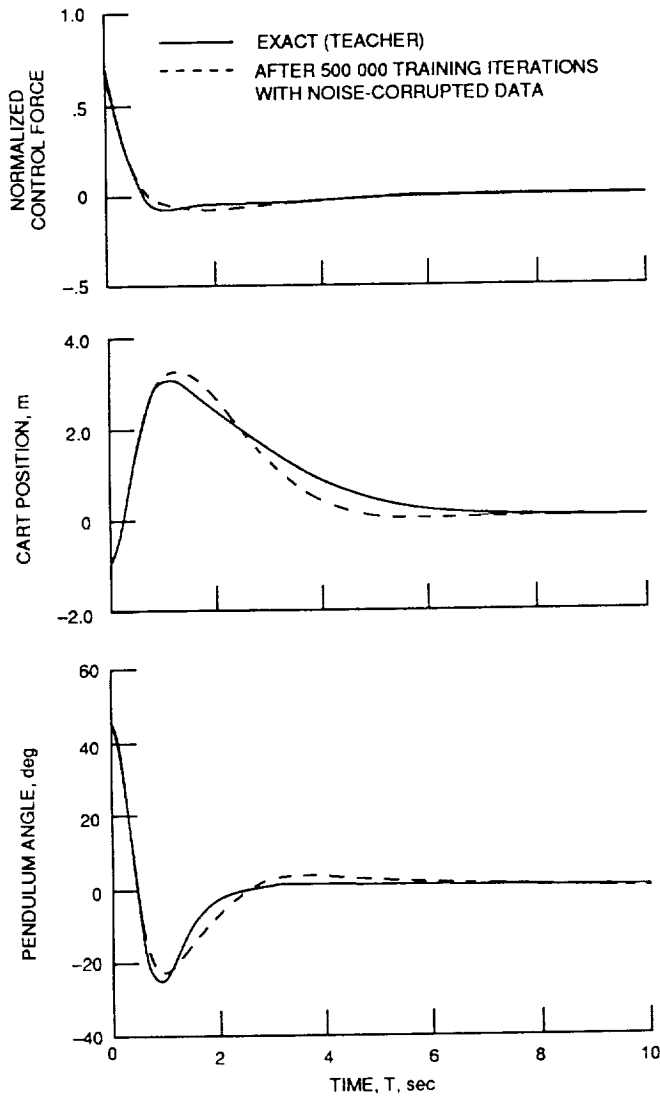 1.0
EXACT (TEACHER)
AFTER 500 000 TRAINING ITERATIONS
WITH NOISE-CORRUPTED DATA
NORMALIZED
CONTROL FORCE
.5
0
-.5
CART POSITION, m
4.0
2.0
0
-2.0
PENDULUM ANGLE, deg
60
40
20
0
-20
-40
0 2 4 6 8 10
TIME, T, sec